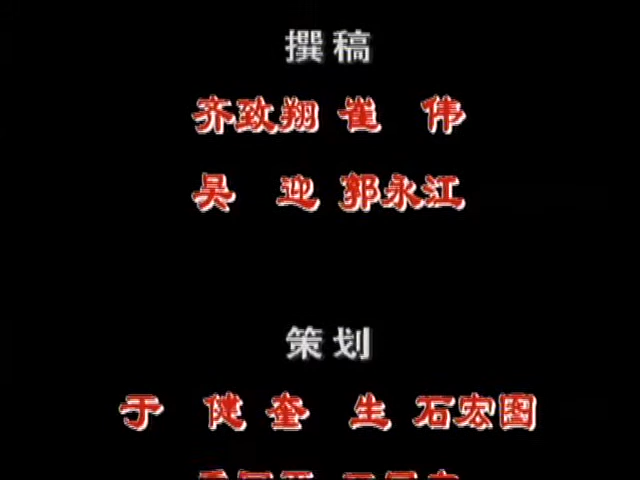 撰稿
齐致翔 崔 伟
吴 迎 郭永江
策划
于 健 奎 生 石宏图